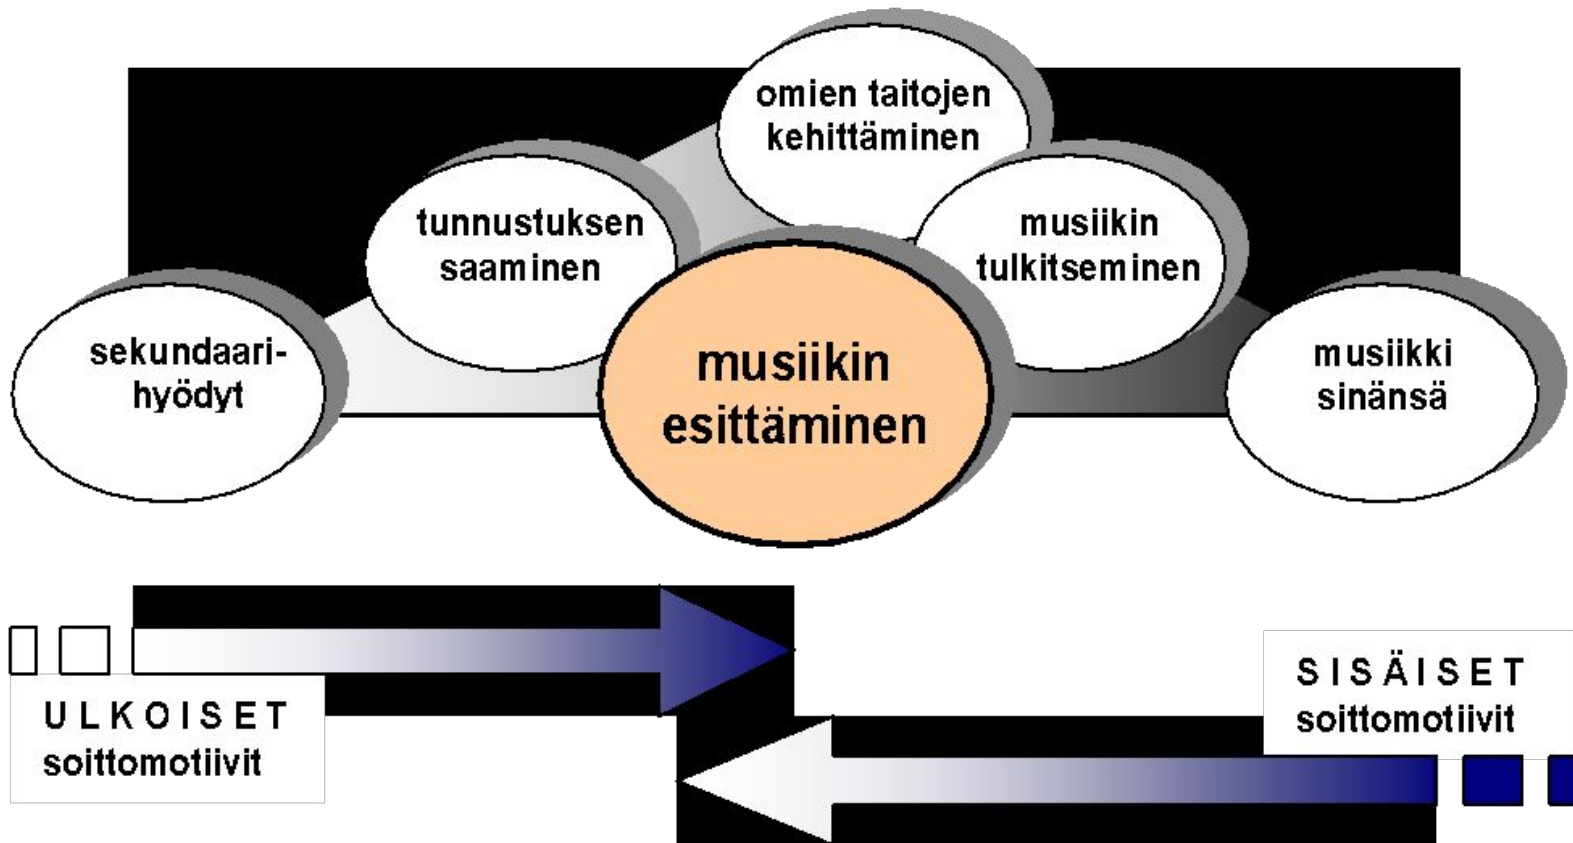 omien taitojen
kehittäminen
tunnustuksen
saaminen
musiikin
tulkitseminen
sekundaari-
hyödyt
musiikin
esittäminen
musiikki
sinänsä
ULKOISET
soittomotiivit
SISÄISET
soittomotiivit